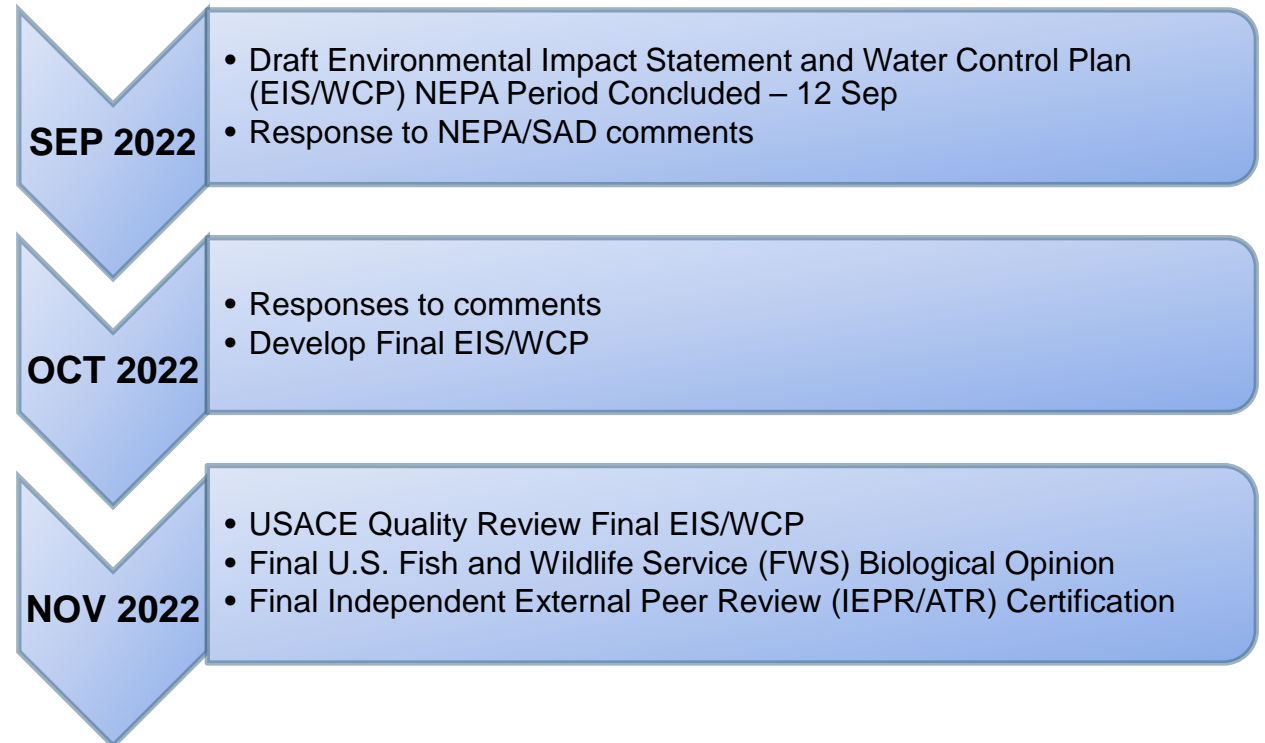 SEP 2022
• Draft Environmental Impact Statement and Water Control Plan
(EIS/WCP) NEPA Period Concluded – 12 Sep
• Response to NEPA/SAD comments
OCT 2022
• Responses to comments
• Develop Final EIS/WCP
NOV 2022
• USACE Quality Review Final EIS/WCP
• Final U.S. Fish and Wildlife Service (FWS) Biological Opinion
• Final Independent External Peer Review (IEPR/ATR) Certification